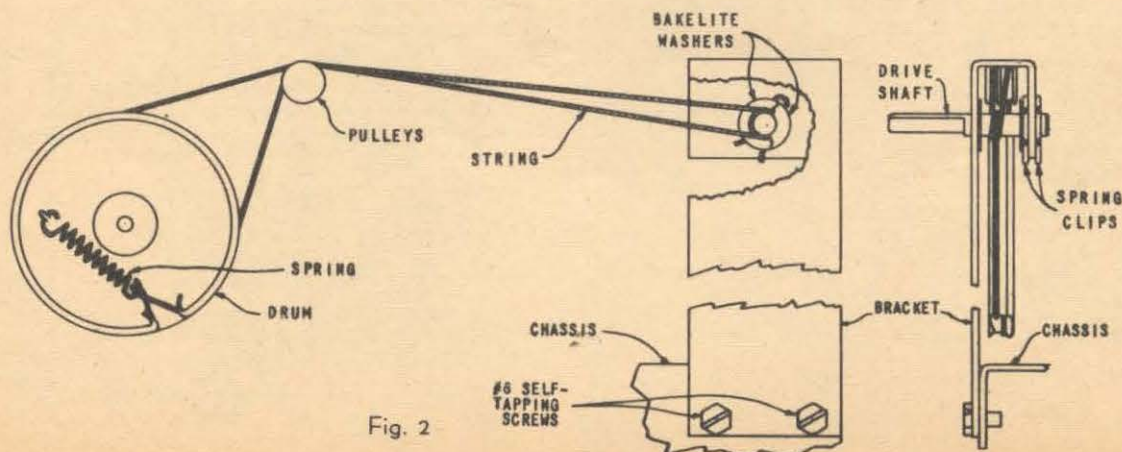 BAKELITE
WASHERS
DRIVE
SHAFT
PULLEYS
STRING
SPRING
CLIPS
SPRING
DRUM
BRACKET
CHASSIS
CHASSIS
#6 SELF-
TAPPING
SCREWS
Fig. 2